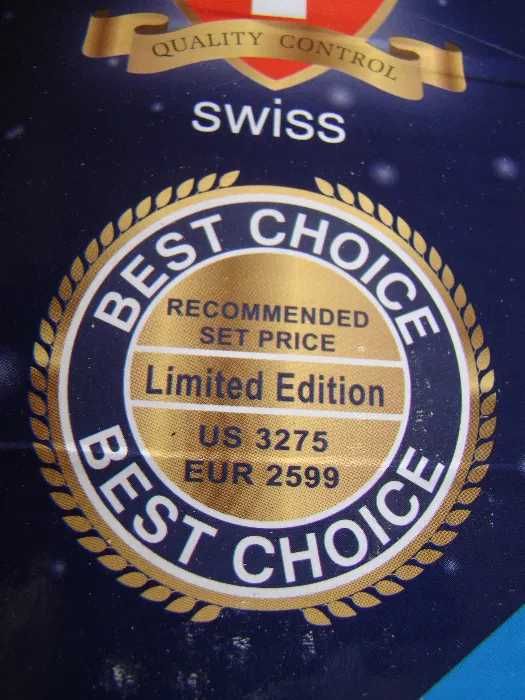 QUALITY CONTROL
swiss
BEST CHOICE
RECOMMENDED
SET PRICE
Limited Edition
US 3275
EUR 2599
BEST CHOICE